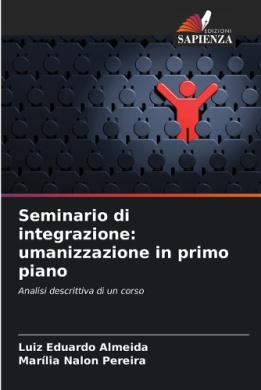 EDIZIONI
SAPIENZA
Seminario di
integrazione:
umanizzazione in primo
piano
Analisi descrittiva di un corso
Luiz Eduardo Almeida
Marília Nalon Pereira